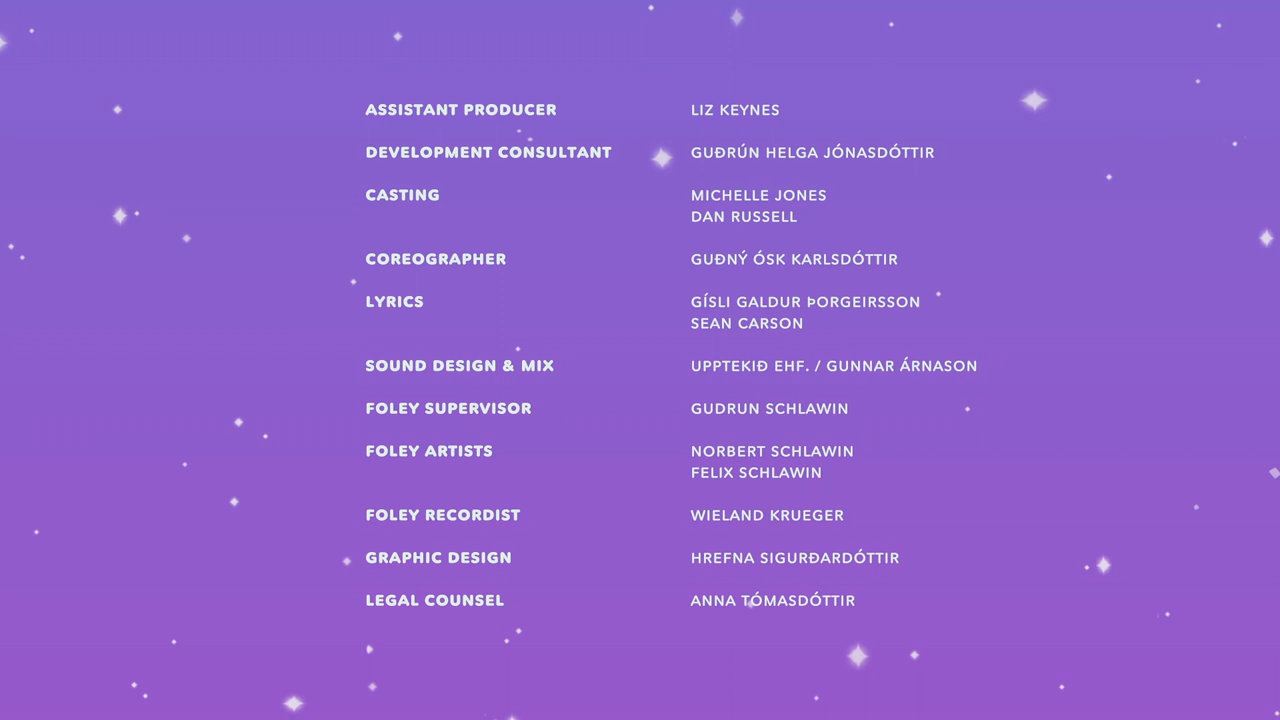 ASSISTANT PRODUCER LIZ KEYNES
DEVELOPMENT CONSULTANT GUÐRÚN HELGA JÓNASDÓTTIR
CASTING MICHELLE JONES
DAN RUSSELL
COREOGRAPHER GUÐNÝ ÓSK KARLSDÓTTIR
LYRICS GÍSLI GALDUR ÞORGEIRSSON
SEAN CARSON
SOUND DESIGN & MIX UPPTEKIÐ EHF. / GUNNAR ÁRNASON
FOLEY SUPERVISOR GUDRUN SCHLAWIN
FOLEY ARTISTS NORBERT SCHLAWIN
FELIX SCHLAWIN
FOLEY RECORDIST WIELAND KRUEGER
GRAPHIC DESIGN HREFNA SIGURÐARDÓTTIR
LEGAL COUNSEL ANNA TÓMASDÓTTIR